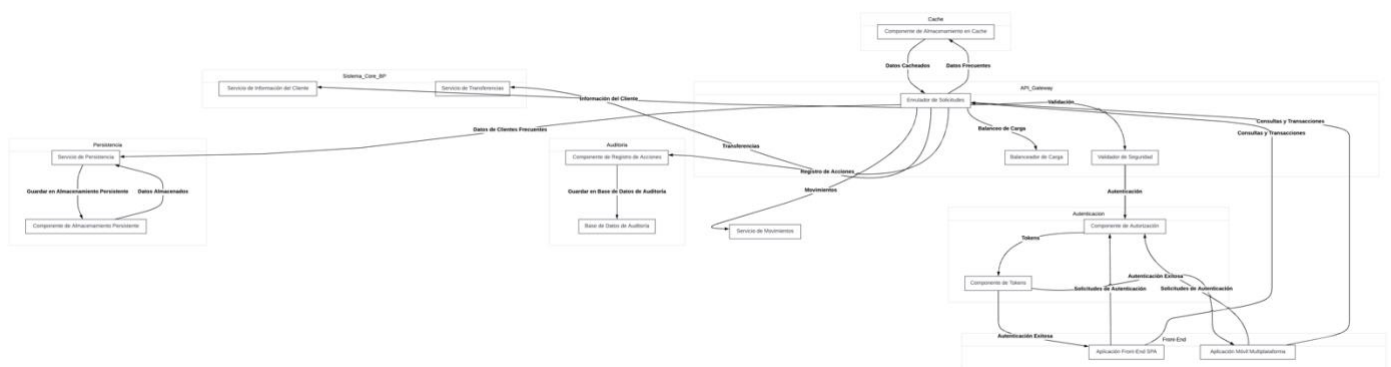 Cache
Componente de Almacenamiento en Cache
Datos Cacheados
Datos Frecuentes
Sistema_Core_BP
Servicio de Información del Cliente
Servicio de Transferencias
Información del Cliente
API_Gateway
Enrutador de Solicitudes
Validación
Consultas y Transacciones
Consultas y Transacciones
Balanceo de Carga
Datos de Clientes Frecuentes
Persistencia
Servicio de Persistencia
Auditoría
Componente de Registro de Acciones
Transferencias
Balanceador de Carga
Validador de Seguridad
Registro de Acciones
Guardar en Almacenamiento Persistente
Datos Almacenados
Guardar en Base de Datos de Auditoría
Movimientos
Autenticación
Autenticacion
Componente de Almacenamiento Persistente
Base de Datos de Auditoría
Servicio de Movimientos
Componente de Autorización
Tokens
Autenticación Exitosa
Componente de Tokens
Solicitudes de Autenticación
Solicitudes de Autenticación
Autenticación Exitosa
Front-End
Aplicación Front-End SPA
Aplicación Móvil Multiplataforma